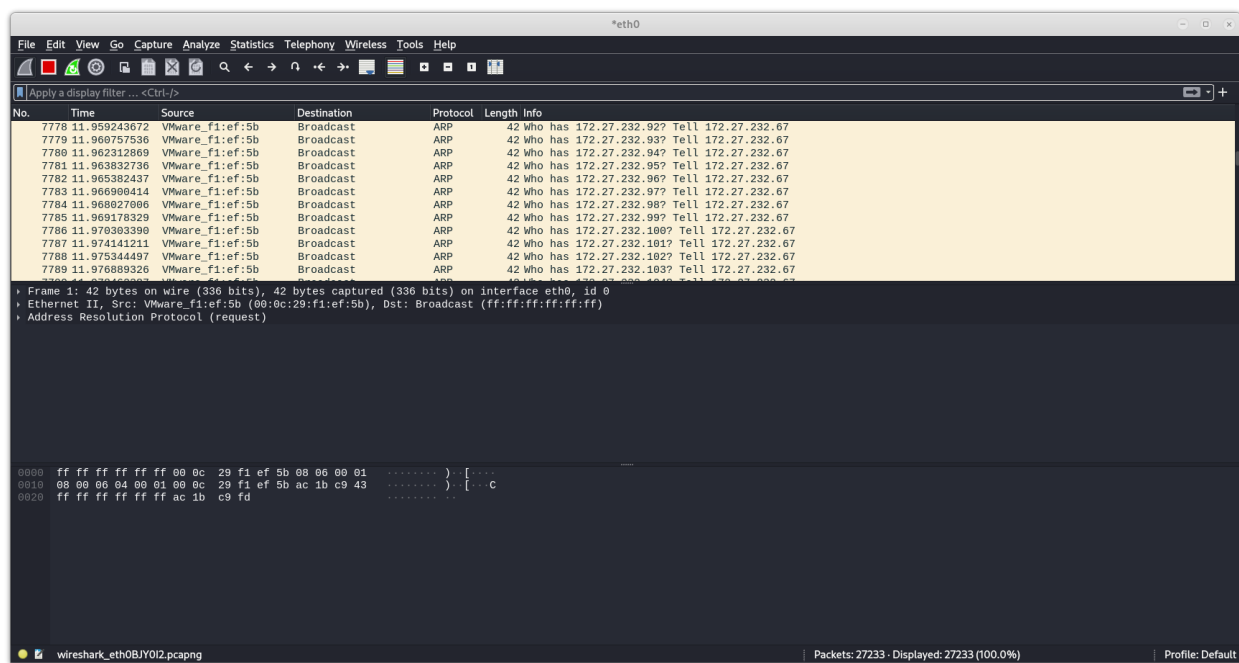 *eth0
File Edit View Go Capture Analyze Statistics Telephony Wireless Tools Help
Apply a display filter ... <Ctrl-/>
No. Time Source Destination Protocol Length Info
7778 11.959243672 VMware_f1:ef:5b Broadcast ARP 42 Who has 172.27.232.92? Tell 172.27.232.67
7779 11.960757536 VMware_f1:ef:5b Broadcast ARP 42 Who has 172.27.232.93? Tell 172.27.232.67
7780 11.962312869 VMware_f1:ef:5b Broadcast ARP 42 Who has 172.27.232.94? Tell 172.27.232.67
7781 11.963832736 VMware_f1:ef:5b Broadcast ARP 42 Who has 172.27.232.95? Tell 172.27.232.67
7782 11.965382437 VMware_f1:ef:5b Broadcast ARP 42 Who has 172.27.232.96? Tell 172.27.232.67
7783 11.966900414 VMware_f1:ef:5b Broadcast ARP 42 Who has 172.27.232.97? Tell 172.27.232.67
7784 11.968027006 VMware_f1:ef:5b Broadcast ARP 42 Who has 172.27.232.98? Tell 172.27.232.67
7785 11.969178329 VMware_f1:ef:5b Broadcast ARP 42 Who has 172.27.232.99? Tell 172.27.232.67
7786 11.970303390 VMware_f1:ef:5b Broadcast ARP 42 Who has 172.27.232.100? Tell 172.27.232.67
7787 11.974141211 VMware_f1:ef:5b Broadcast ARP 42 Who has 172.27.232.101? Tell 172.27.232.67
7788 11.975344497 VMware_f1:ef:5b Broadcast ARP 42 Who has 172.27.232.102? Tell 172.27.232.67
7789 11.976889326 VMware_f1:ef:5b Broadcast ARP 42 Who has 172.27.232.103? Tell 172.27.232.67
Frame 1: 42 bytes on wire (336 bits), 42 bytes captured (336 bits) on interface eth0, id 0
Ethernet II, Src: VMware_f1:ef:5b (00:0c:29:f1:ef:5b), Dst: Broadcast (ff:ff:ff:ff:ff:ff)
Address Resolution Protocol (request)
0000 ff ff ff ff ff ff 00 0c 29 f1 ef 5b 08 06 00 01 ········ )··[····
0010 08 00 06 04 00 01 00 0c 29 f1 ef 5b ac 1b c9 43 ········ )··[···C
0020 ff ff ff ff ff ff ac 1b c9 fd ········ ··
wireshark_eth0BJY0I2.pcapng Packets: 27233 · Displayed: 27233 (100.0%) Profile: Default